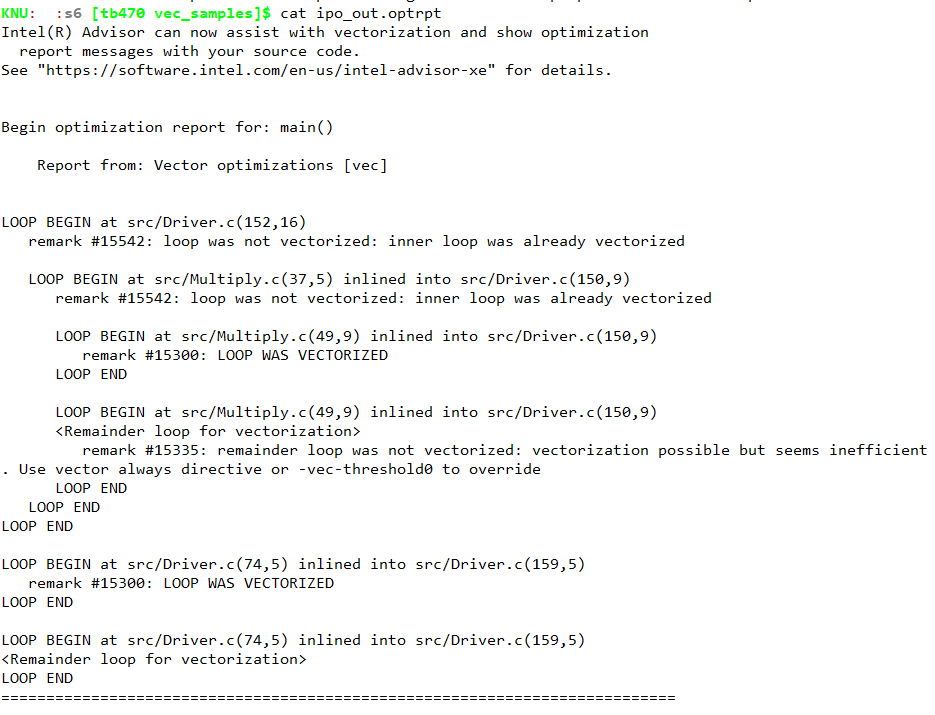 KNU:  :s6 [tb470 vec_samples]$ cat ipo_out.optrpt
Intel(R) Advisor can now assist with vectorization and show optimization
  report messages with your source code.
See "https://software.intel.com/en-us/intel-advisor-xe" for details.
Begin optimization report for: main()
    Report from: Vector optimizations [vec]
LOOP BEGIN at src/Driver.c(152,16)
   remark #15542: loop was not vectorized: inner loop was already vectorized
   LOOP BEGIN at src/Multiply.c(37,5) inlined into src/Driver.c(150,9)
      remark #15542: loop was not vectorized: inner loop was already vectorized
      LOOP BEGIN at src/Multiply.c(49,9) inlined into src/Driver.c(150,9)
         remark #15300: LOOP WAS VECTORIZED
      LOOP END
      LOOP BEGIN at src/Multiply.c(49,9) inlined into src/Driver.c(150,9)
      <Remainder loop for vectorization>
         remark #15335: remainder loop was not vectorized: vectorization possible but seems inefficient
. Use vector always directive or -vec-threshold0 to override
      LOOP END
   LOOP END
LOOP END
LOOP BEGIN at src/Driver.c(74,5) inlined into src/Driver.c(159,5)
   remark #15300: LOOP WAS VECTORIZED
LOOP END
LOOP BEGIN at src/Driver.c(74,5) inlined into src/Driver.c(159,5)
<Remainder loop for vectorization>
LOOP END
===========================================================================